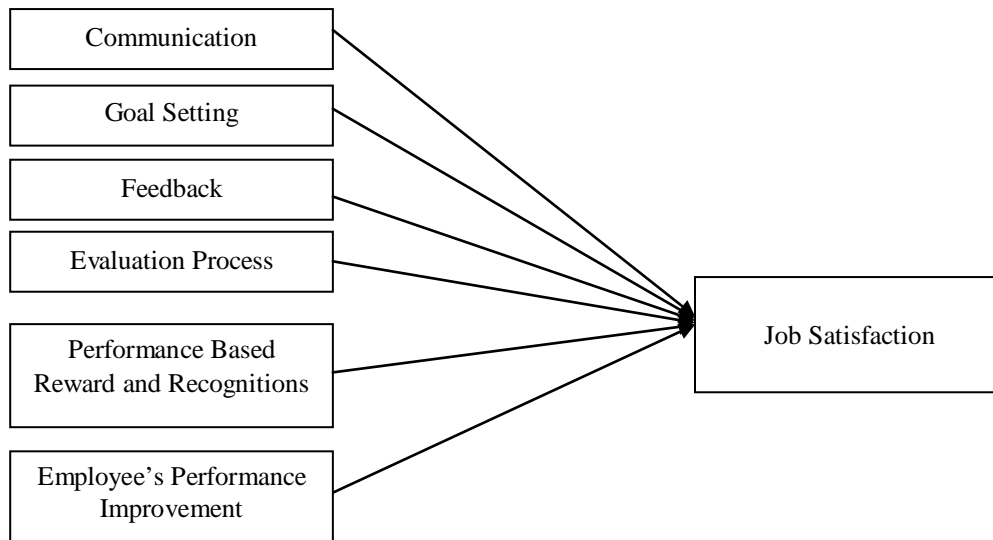 Communication
Goal Setting
Feedback
Evaluation Process
Performance Based
Reward and Recognitions
Employee’s Performance
Improvement
Job Satisfaction